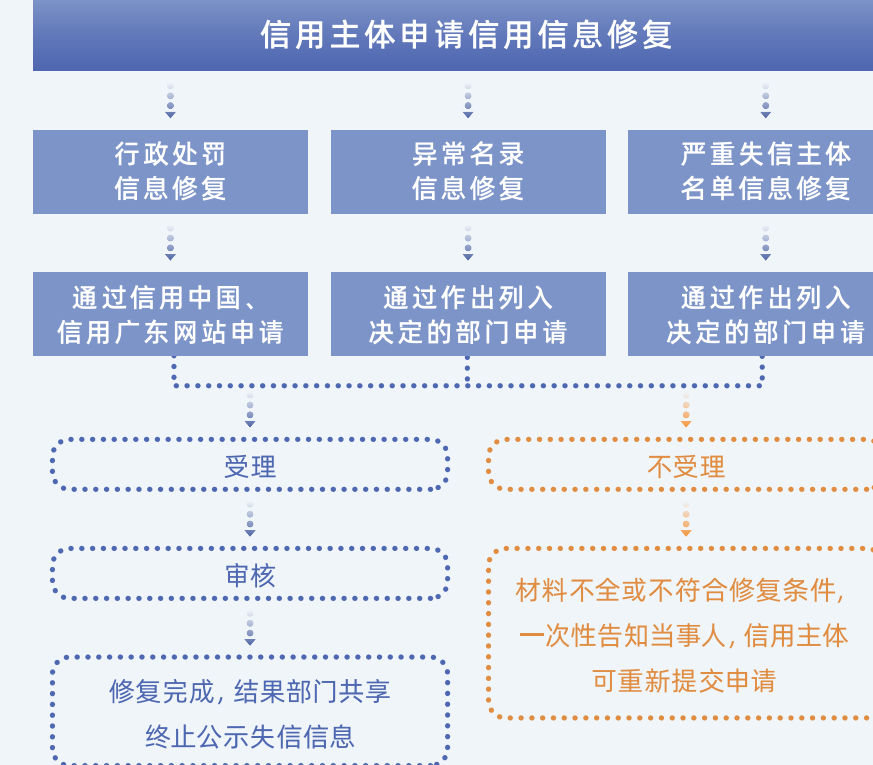 信用主体申请信用信息修复
行政处罚
信息修复
异常名录
信息修复
严重失信主体
名单信息修复
通过信用中国、
信用广东网站申请
通过作出列入
决定的部门申请
通过作出列入
决定的部门申请
受理
不受理
审核
材料不全或不符合修复条件,
一次性告知当事人, 信用主体
可重新提交申请
修复完成, 结果部门共享
终止公示失信信息